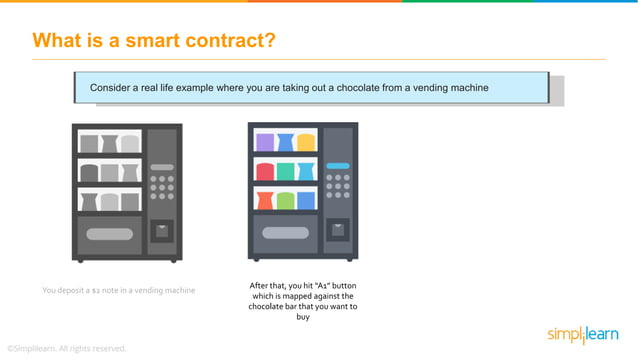 What is a smart contract?
Consider a real life example where you are taking out a chocolate from a vending machine
You deposit a $2 note in a vending machine
After that, you hit “A1” button
which is mapped against the
chocolate bar that you want to
buy
©Simplilearn. All rights reserved.
simplilearn